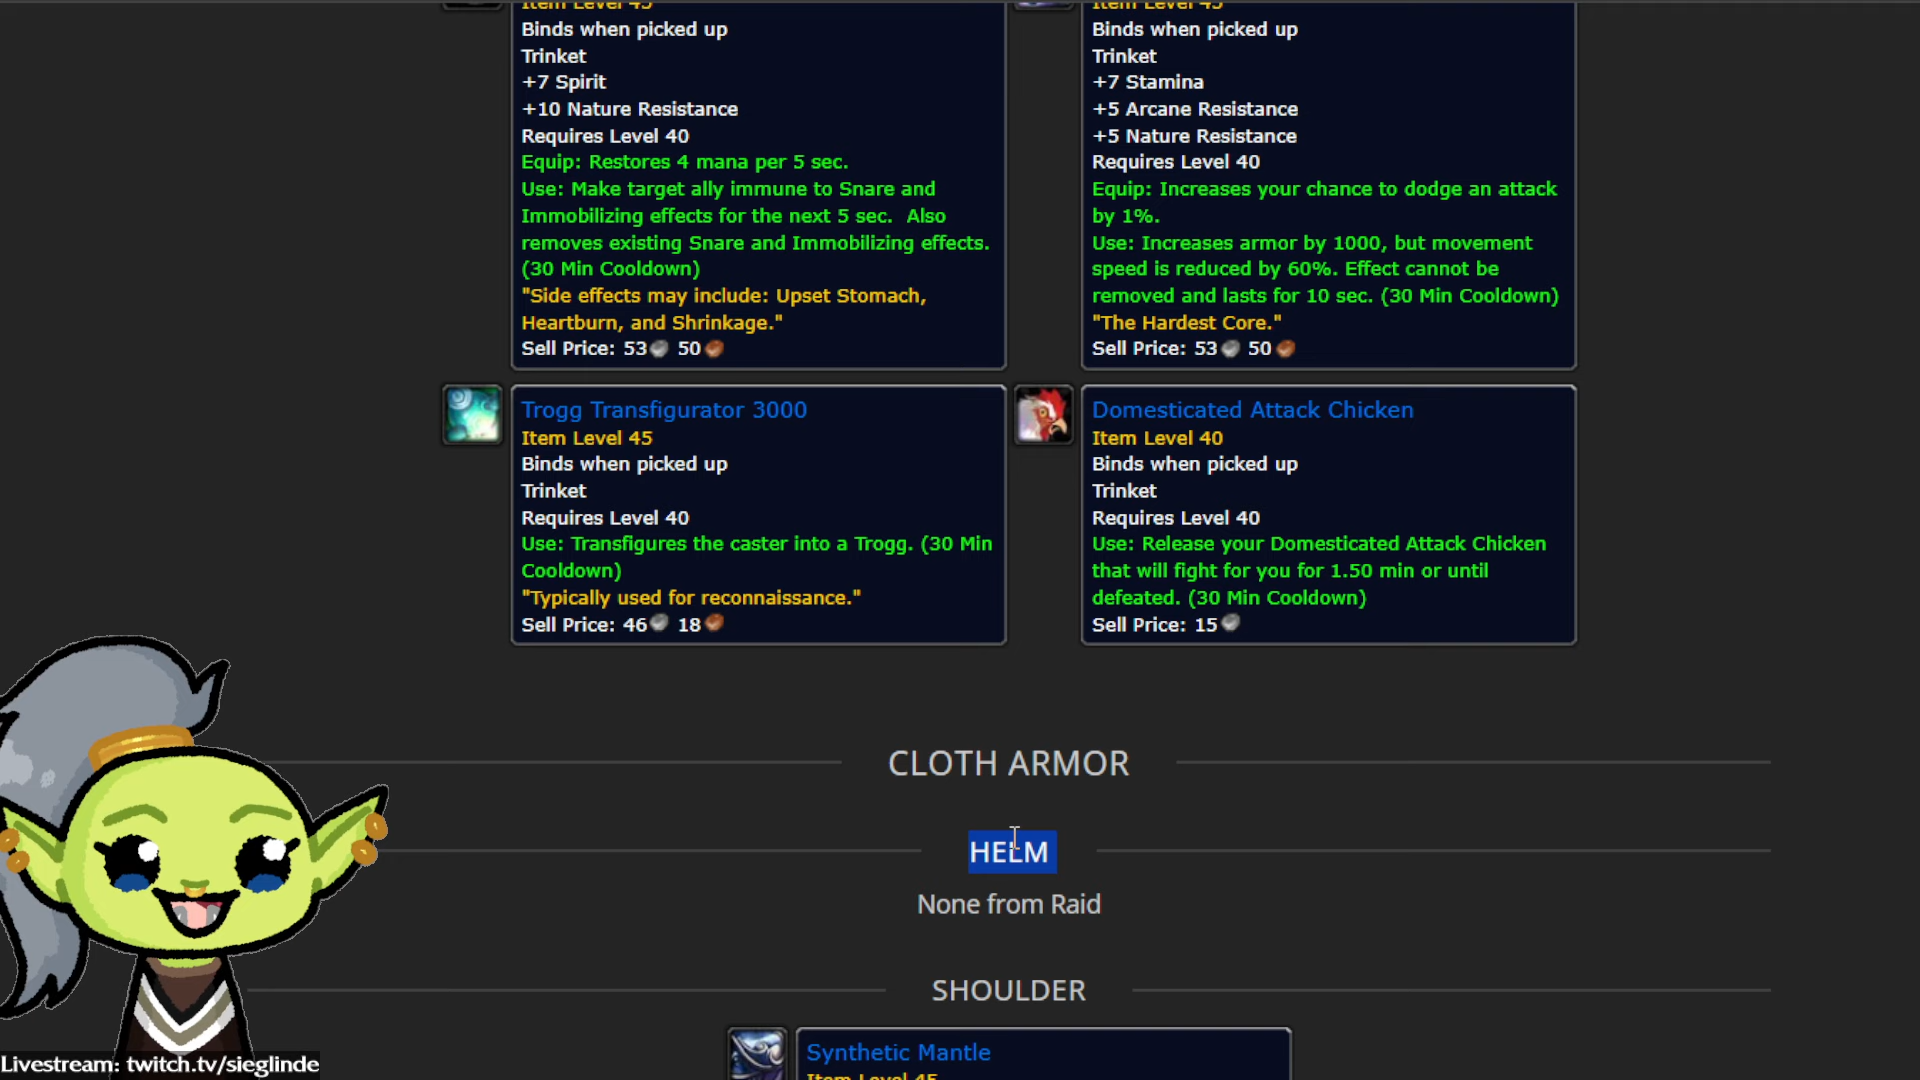 Item Level 45
Binds when picked up
Trinket
+7 Spirit
+10 Nature Resistance
Requires Level 40
Equip: Restores 4 mana per 5 sec.
Use: Make target ally immune to Snare and
Immobilizing effects for the next 5 sec.  Also
removes existing Snare and Immobilizing effects.
(30 Min Cooldown)
"Side effects may include: Upset Stomach,
Heartburn, and Shrinkage."
Sell Price: 53 50
Item Level 45
Binds when picked up
Trinket
+7 Stamina
+5 Arcane Resistance
+5 Nature Resistance
Requires Level 40
Equip: Increases your chance to dodge an attack
by 1%.
Use: Increases armor by 1000, but movement
speed is reduced by 60%. Effect cannot be
removed and lasts for 10 sec. (30 Min Cooldown)
"The Hardest Core."
Sell Price: 53 50
Trogg Transfigurator 3000
Item Level 45
Binds when picked up
Trinket
Requires Level 40
Use: Transfigures the caster into a Trogg. (30 Min
Cooldown)
"Typically used for reconnaissance."
Sell Price: 46 18
Domesticated Attack Chicken
Item Level 40
Binds when picked up
Trinket
Requires Level 40
Use: Release your Domesticated Attack Chicken
that will fight for you for 1.50 min or until
defeated. (30 Min Cooldown)
Sell Price: 15
CLOTH ARMOR
HELM
None from Raid
SHOULDER
Synthetic Mantle
Item Level 45
Livestream: twitch.tv/sieglinde